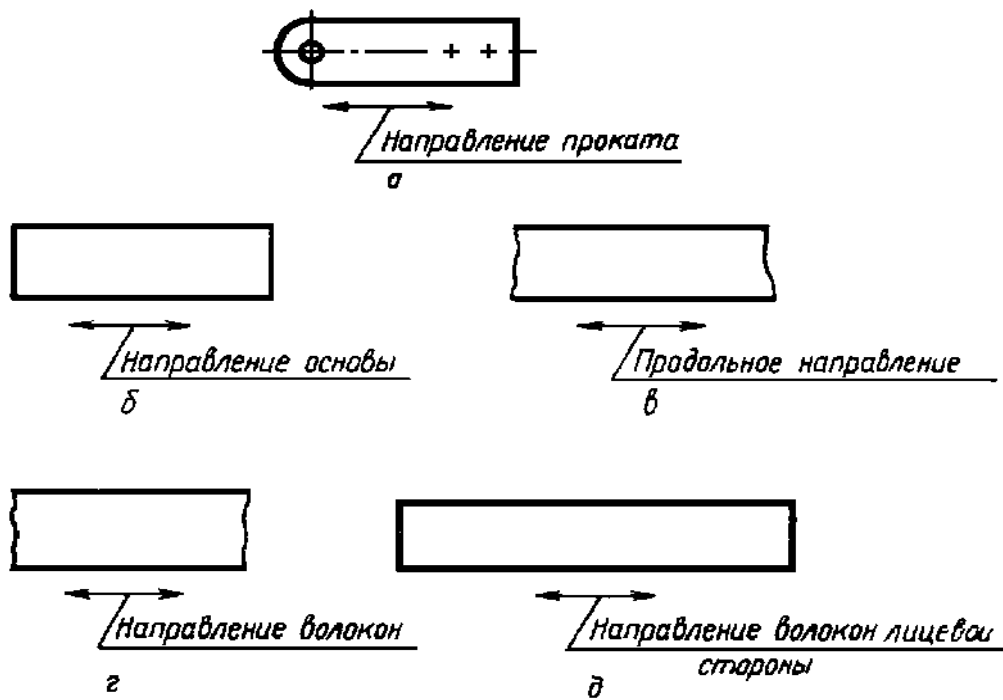 Направление проката
а
Направление основы
б
Продольное направление
в
Направление волокон
г
Направление волокон лицевой
стороны
д